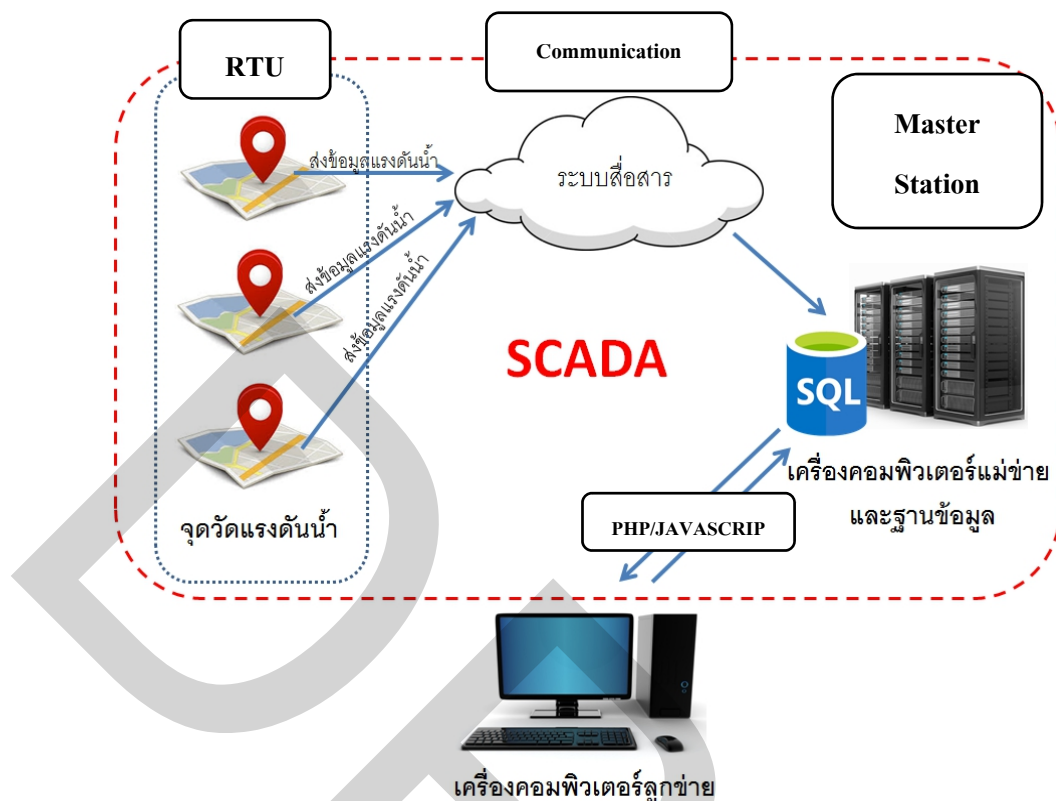 RTU
Communication
Master
Station
ส่งข้อมูลแรงดันน้ำ
ระบบสื่อสาร
ส่งข้อมูลแรงดันน้ำ
ส่งข้อมูลแรงดันน้ำ
SCADA
SQL
จุดวัดแรงดันน้ำ
เครื่องคอมพิวเตอร์แม่ข่าย
และฐานข้อมูล
PHP/JAVASCRIP
เครื่องคอมพิวเตอร์ลูกข่าย